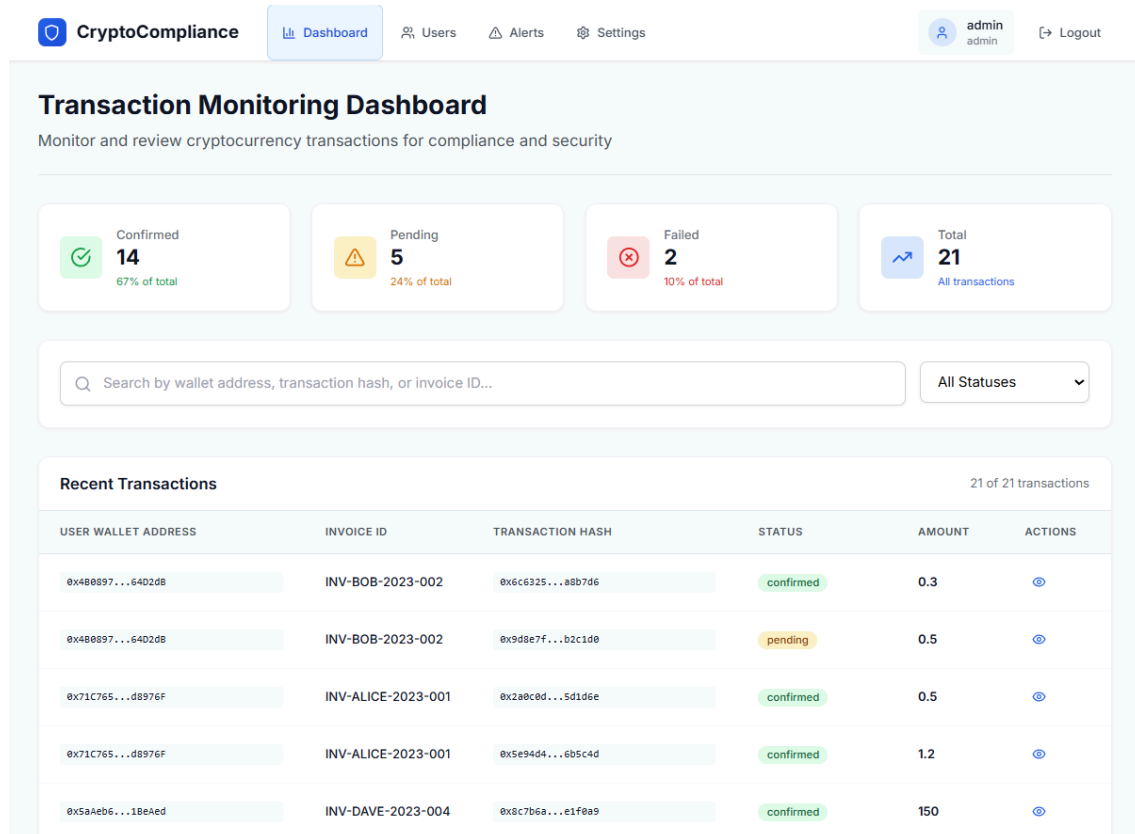 CryptoCompliance Dashboard Users Alerts Settings admin Logout
admin
Transaction Monitoring Dashboard
Monitor and review cryptocurrency transactions for compliance and security
Confirmed
14
67% of total
Pending
5
24% of total
Failed
2
10% of total
Total
21
All transactions
Search by wallet address, transaction hash, or invoice ID... All Statuses
Recent Transactions 21 of 21 transactions
USER WALLET ADDRESS INVOICE ID TRANSACTION HASH STATUS AMOUNT ACTIONS
0x4B0897...64D2dB INV-BOB-2023-002 0x6c6325...a8b7d6 confirmed 0.3
0x4B0897...64D2dB INV-BOB-2023-002 0x9d8e7f...b2c1d0 pending 0.5
0x71C765...d8976F INV-ALICE-2023-001 0x2a0c0d...5d1d6e confirmed 0.5
0x71C765...d8976F INV-ALICE-2023-001 0x5e94d4...6b5c4d confirmed 1.2
0x5aAeb6...1BeAed INV-DAVE-2023-004 0x8c7b6a...e1f0a9 confirmed 150